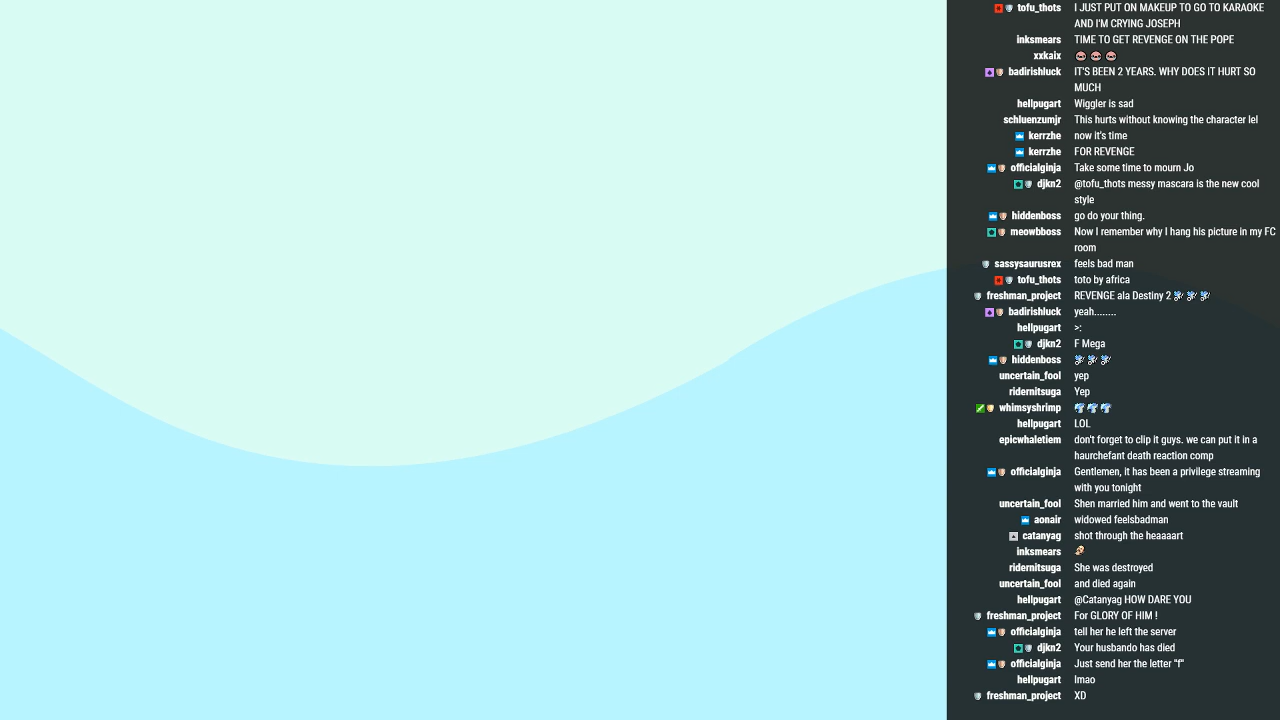 tofu_thots I JUST PUT ON MAKEUP TO GO TO KARAOKE
AND I'M CRYING JOSEPH
inksmears TIME TO GET REVENGE ON THE POPE
xxkaix
badirishluck IT'S BEEN 2 YEARS. WHY DOES IT HURT SO
MUCH
hellpugart Wiggler is sad
schluenzumjr This hurts without knowing the character lel
kerrzhe now it's time
kerrzhe FOR REVENGE
officialginja Take some time to mourn Jo
djkn2 @tofu_thots messy mascara is the new cool
style
hiddenboss go do your thing.
meowbboss Now I remember why I hang his picture in my FC
room
sassysaurusrex feels bad man
tofu_thots toto by africa
freshman_project REVENGE ala Destiny 2
badirishluck yeah........
hellpugart >:
djkn2 F Mega
hiddenboss
uncertain_fool yep
ridernitsuga Yep
whimsyshrimp
hellpugart LOL
epicwhaletiem don't forget to clip it guys. we can put it in a
haurchefant death reaction comp
officialginja Gentlemen, it has been a privilege streaming
with you tonight
uncertain_fool Shen married him and went to the vault
aonair widowed feelsbadman
catanyag shot through the heaaaart
inksmears
ridernitsuga She was destroyed
uncertain_fool and died again
hellpugart @Catanyag HOW DARE YOU
freshman_project For GLORY OF HIM !
officialginja tell her he left the server
djkn2 Your husbando has died
officialginja Just send her the letter "f"
hellpugart lmao
freshman_project XD